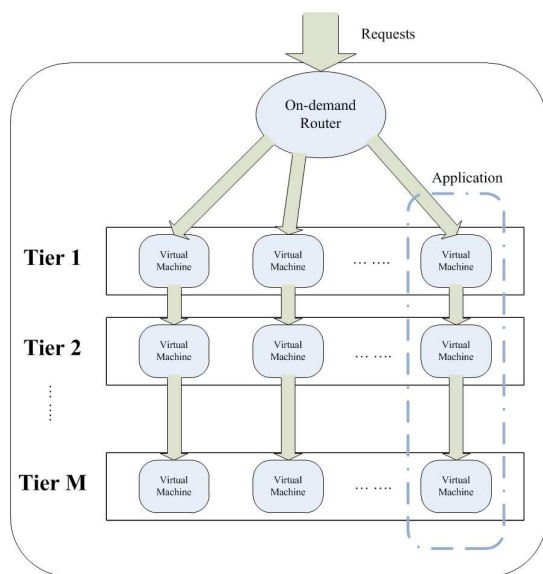 Requests
On-demand
Router
Application
Tier 1
Virtual
Machine
Virtual
Machine
... ....
Virtual
Machine
Tier 2
Virtual
Machine
Virtual
Machine
... ....
Virtual
Machine
... ...
Tier M
Virtual
Machine
Virtual
Machine
... ....
Virtual
Machine